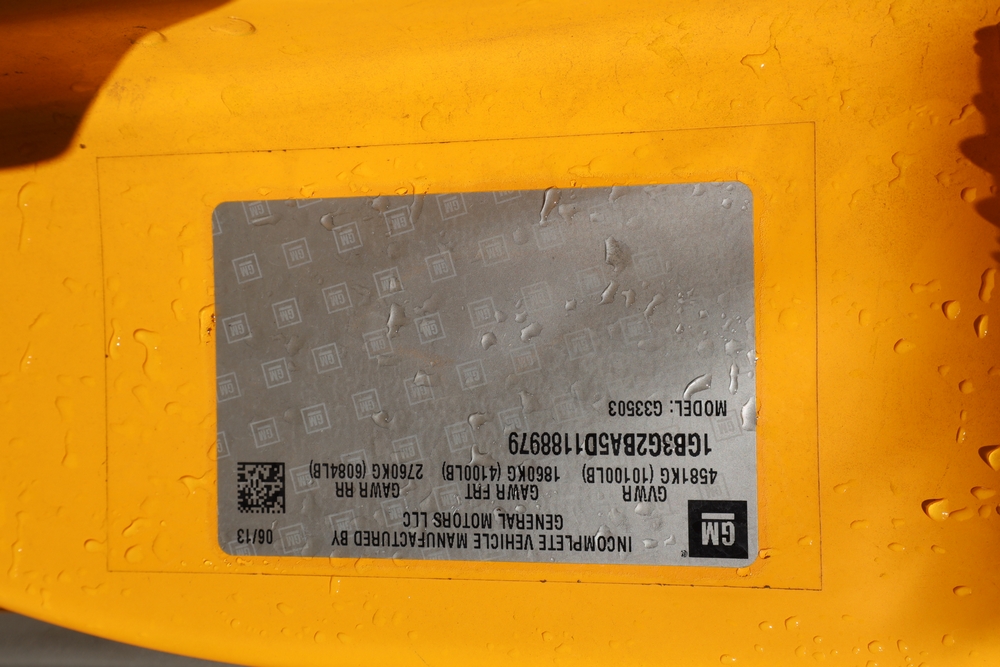 GM
INCOMPLETE VEHICLE MANUFACTURED BY
GENERAL MOTORS LLC
06/13
GVWR GAWR FRT GAWR RR
4581KG (10100LB) 1860KG (4100LB) 2760KG (6084LB)
1GB3G2BA5D1188979
MODEL: G33503